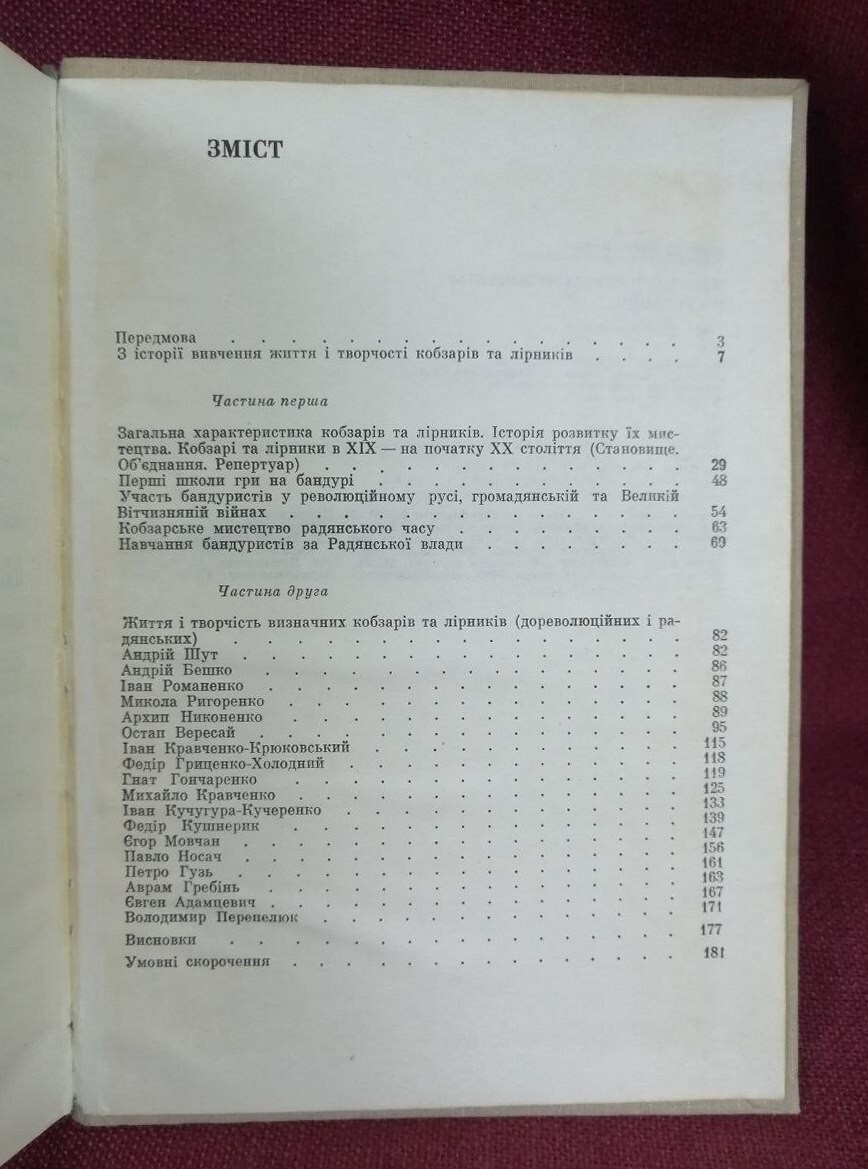 ЗМІСТ
Передмова . . . . . . . . . . . . . . . . . . 3
З історії вивчення життя і творчості кобзарів та лірників . . . . 7
Частина перша
Загальна характеристика кобзарів та лірників. Історія розвитку їх мис-
тецтва. Кобзарі та лірники в XIX — на початку XX століття (Становище.
Об'єднання. Репертуар) . . . . . . . . . . . . . . 29
Перші школи гри на бандурі . . . . . . . . . . . . 48
Участь бандуристів у революційному русі, громадянській та Великій
Вітчизняній війнах . . . . . . . . . . . . . . . 54
Кобзарське мистецтво радянського часу . . . . . . . . . 63
Навчання бандуристів за Радянської влади . . . . . . . . 69
Частина друга
Життя і творчість визначних кобзарів та лірників (дореволюційних і ра-
дянських) . . . . . . . . . . . . . . . . . 82
Андрій Шут . . . . . . . . . . . . . . . . . 82
Андрій Бешко . . . . . . . . . . . . . . . . 86
Іван Романенко . . . . . . . . . . . . . . . . 87
Микола Ригоренко . . . . . . . . . . . . . . . 88
Архип Никоненко . . . . . . . . . . . . . . . 89
Остап Вересай . . . . . . . . . . . . . . . . 95
Іван Кравченко-Крюковський . . . . . . . . . . . . 115
Федір Гриценко-Холодний . . . . . . . . . . . . . 118
Гнат Гончаренко . . . . . . . . . . . . . . . 119
Михайло Кравченко . . . . . . . . . . . . . . . 125
Іван Кучугура-Кучеренко . . . . . . . . . . . . . 133
Федір Кушнерик . . . . . . . . . . . . . . . 139
Єгор Мовчан . . . . . . . . . . . . . . . . . 147
Павло Носач . . . . . . . . . . . . . . . . . 156
Петро Гузь . . . . . . . . . . . . . . . . . 161
Аврам Гребінь . . . . . . . . . . . . . . . . 163
Євген Адамцевич . . . . . . . . . . . . . . . . 167
Володимир Перепелюк . . . . . . . . . . . . . . 171
Висновки . . . . . . . . . . . . . . . . . . 177
Умовні скорочення . . . . . . . . . . . . . . . 181